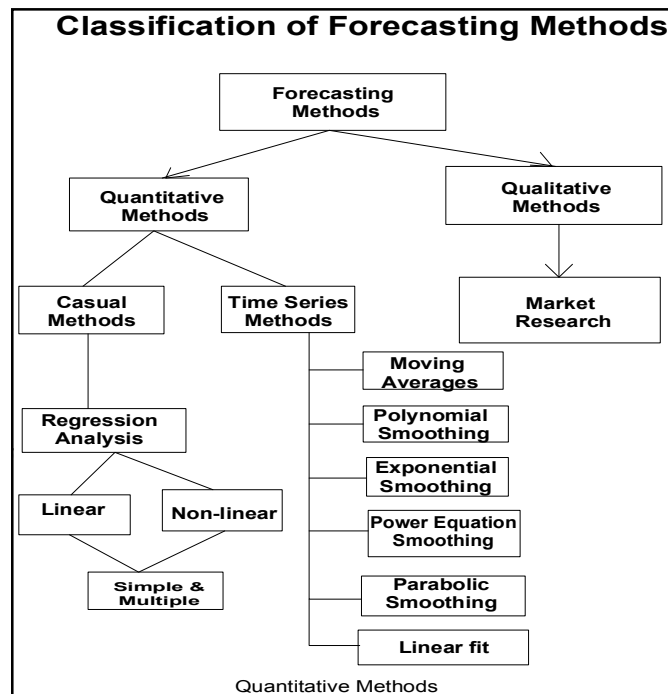 Classification of Forecasting Methods
Forecasting
Methods
Quantitative
Methods
Qualitative
Methods
Casual
Methods
Time Series
Methods
Market
Research
Moving
Averages
Regression
Analysis
Polynomial
Smoothing
Exponential
Smoothing
Linear
Non-linear
Power Equation
Smoothing
Simple &
Multiple
Parabolic
Smoothing
Linear fit
Quantitative Methods